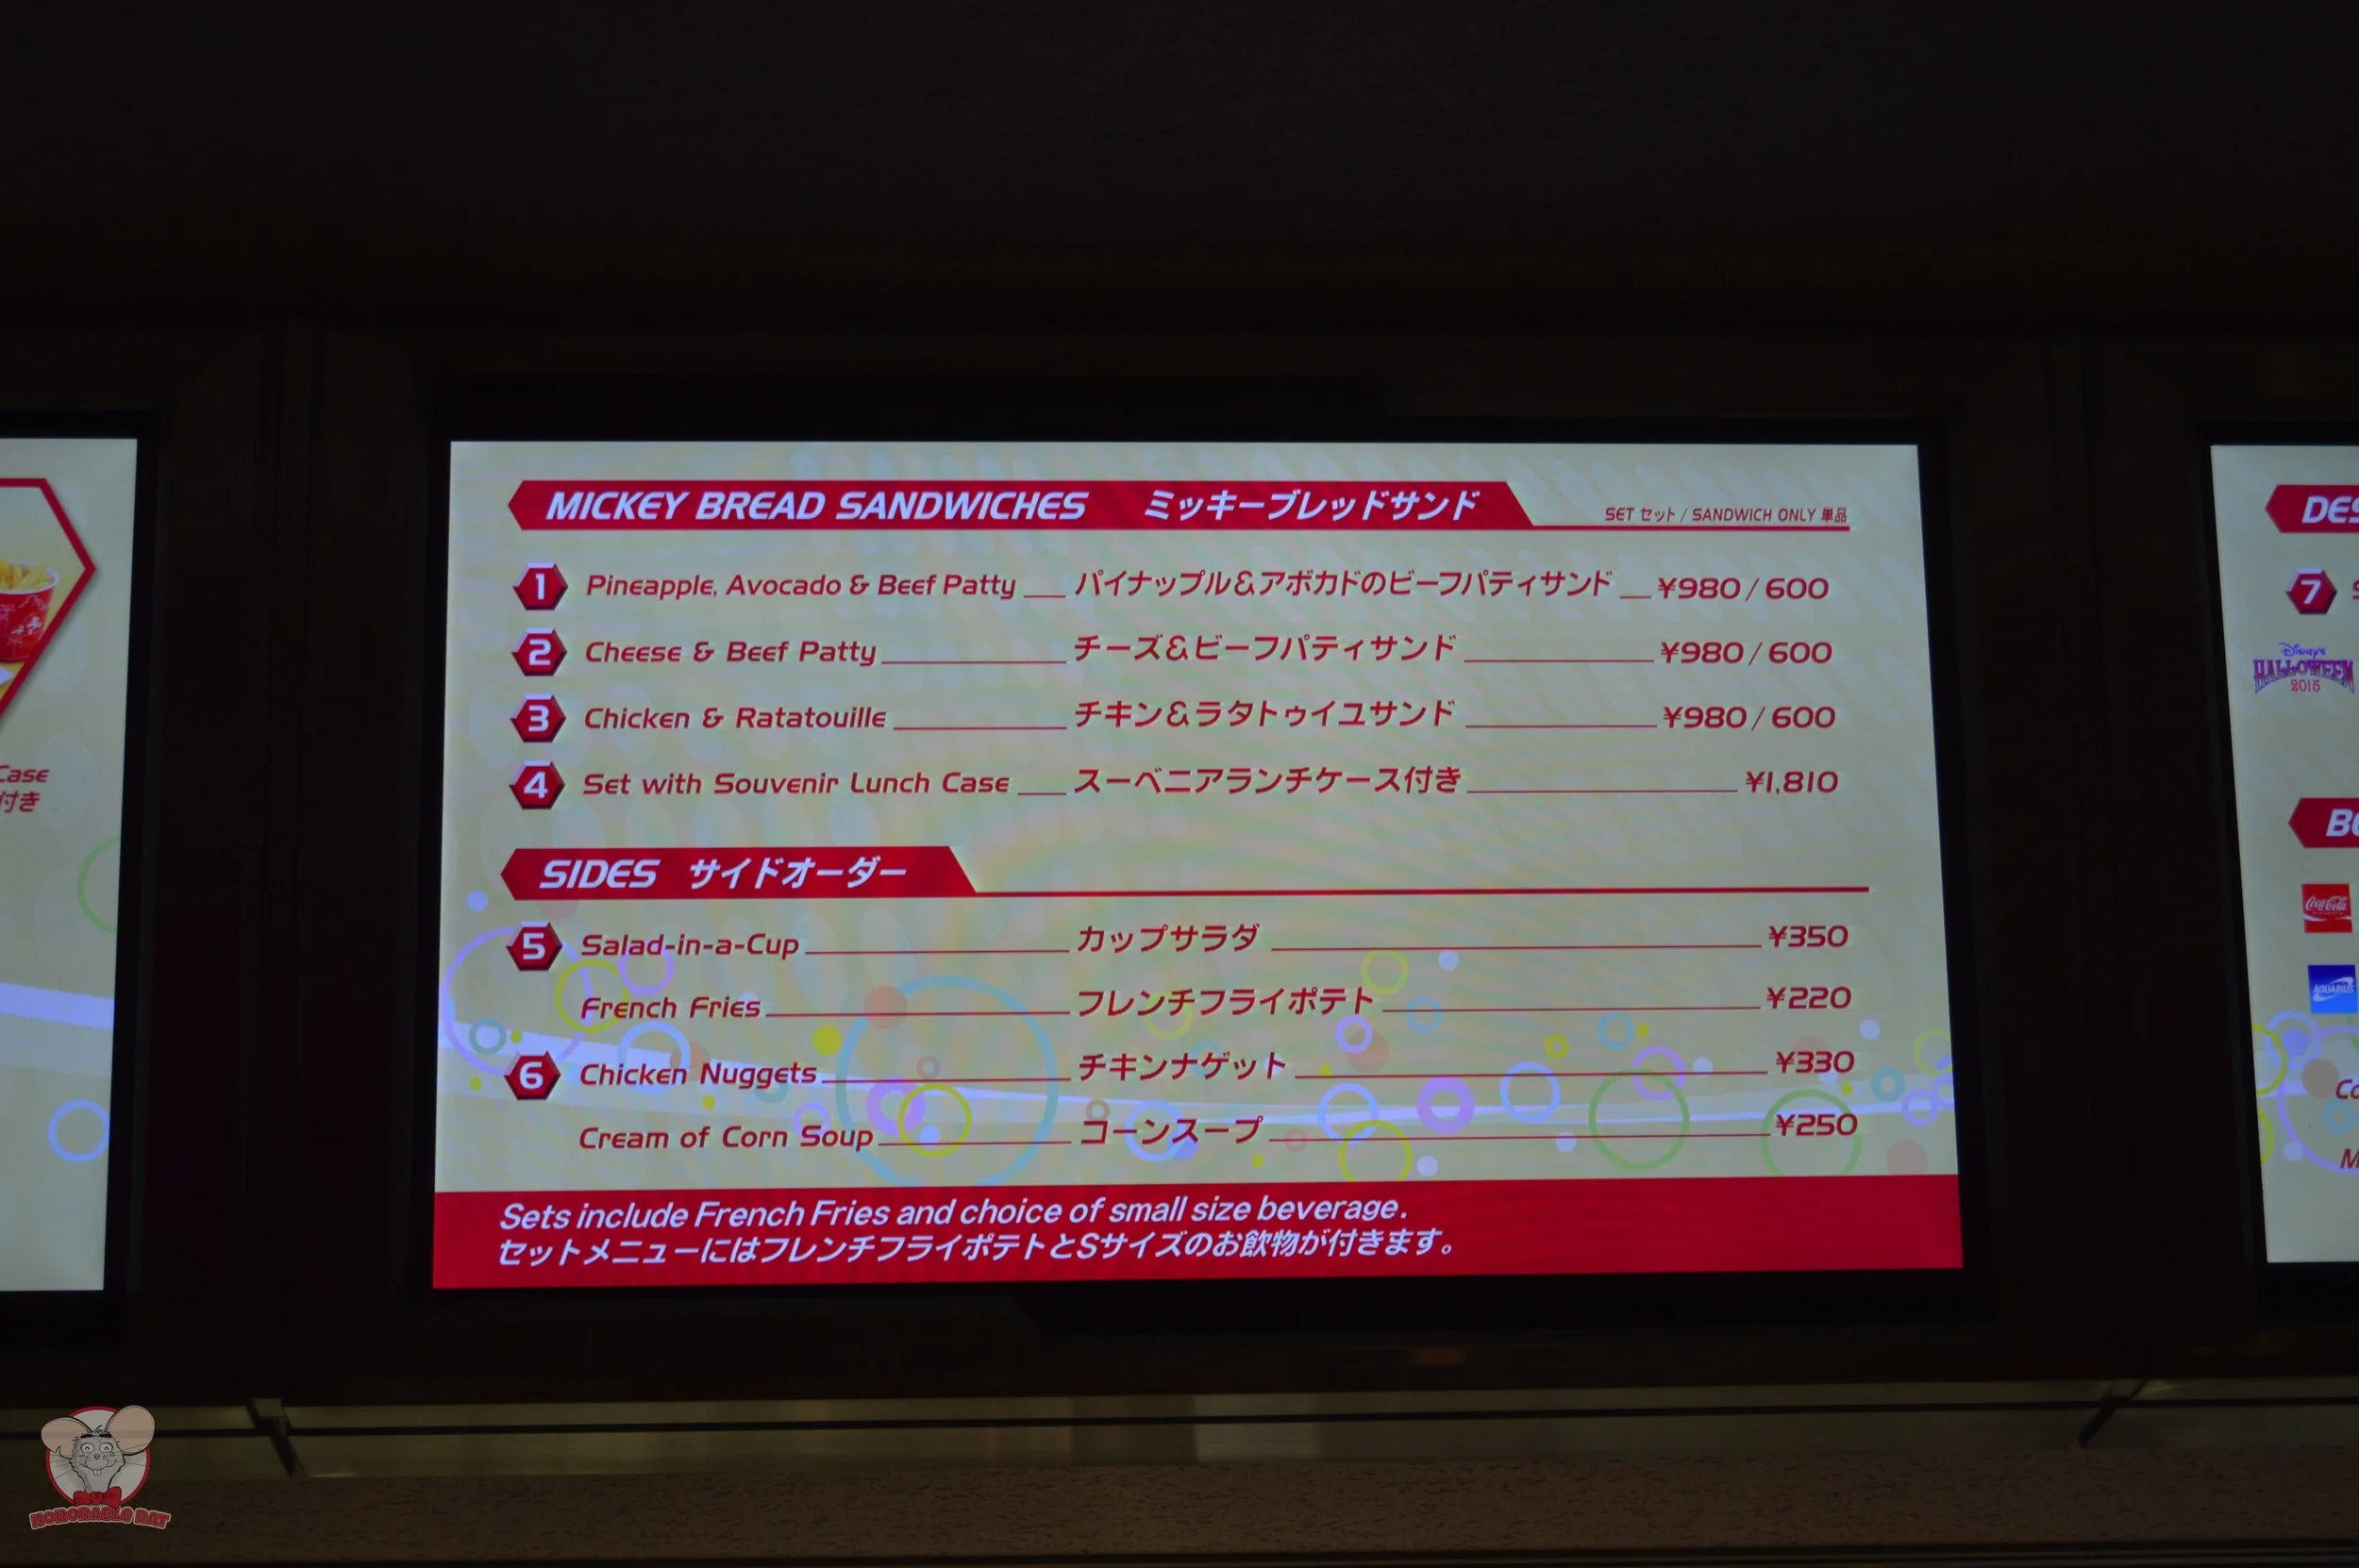 MICKEY BREAD SANDWICHES ミッキーブレッドサンド
SET セット / SANDWICH ONLY 単品
1 Pineapple, Avocado & Beef Patty パイナップル&アボカドのビーフパティサンド ¥980 / 600
2 Cheese & Beef Patty チーズ&ビーフパティサンド ¥980 / 600
3 Chicken & Ratatouille チキン&ラタトゥイユサンド ¥980 / 600
4 Set with Souvenir Lunch Case スーベニアランチケース付き ¥1,810
SIDES サイドオーダー
5 Salad-in-a-Cup カップサラダ ¥350
French Fries フレンチフライポテト ¥220
6 Chicken Nuggets チキンナゲット ¥330
Cream of Corn Soup コーンスープ ¥250
Sets include French Fries and choice of small size beverage.
セットメニューにはフレンチフライポテトとSサイズのお飲物が付きます。
Case
付き
7
Disney's
HALLOWEEN
2015
Coca-Cola
AQUARIUS
HONORABLE RAT